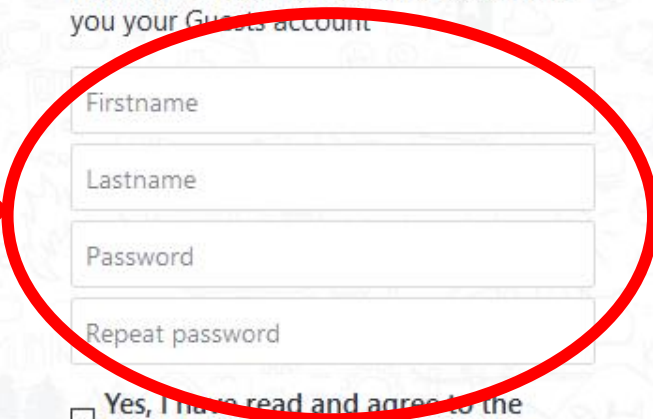 you your Guests account
Firstname
Lastname
Password
Repeat password
Yes, I have read and agree to the